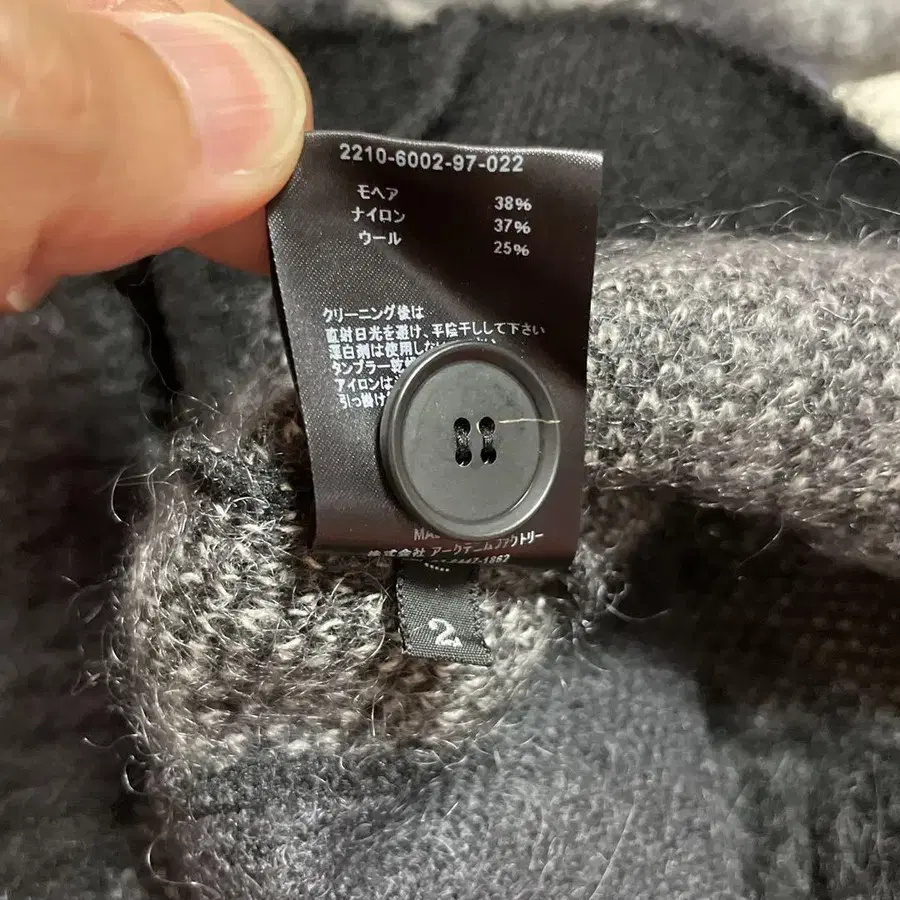 2210-6002-97-022
モヘア 38%
ナイロン 37%
ウール 25%
クリーニング後は
直射日光を避け、平陰干しして下さい
漂白剤は使用しな
タンブラー乾
アイロンは
引っ掛け
MA
株式会社 アークチームファクトリー
2